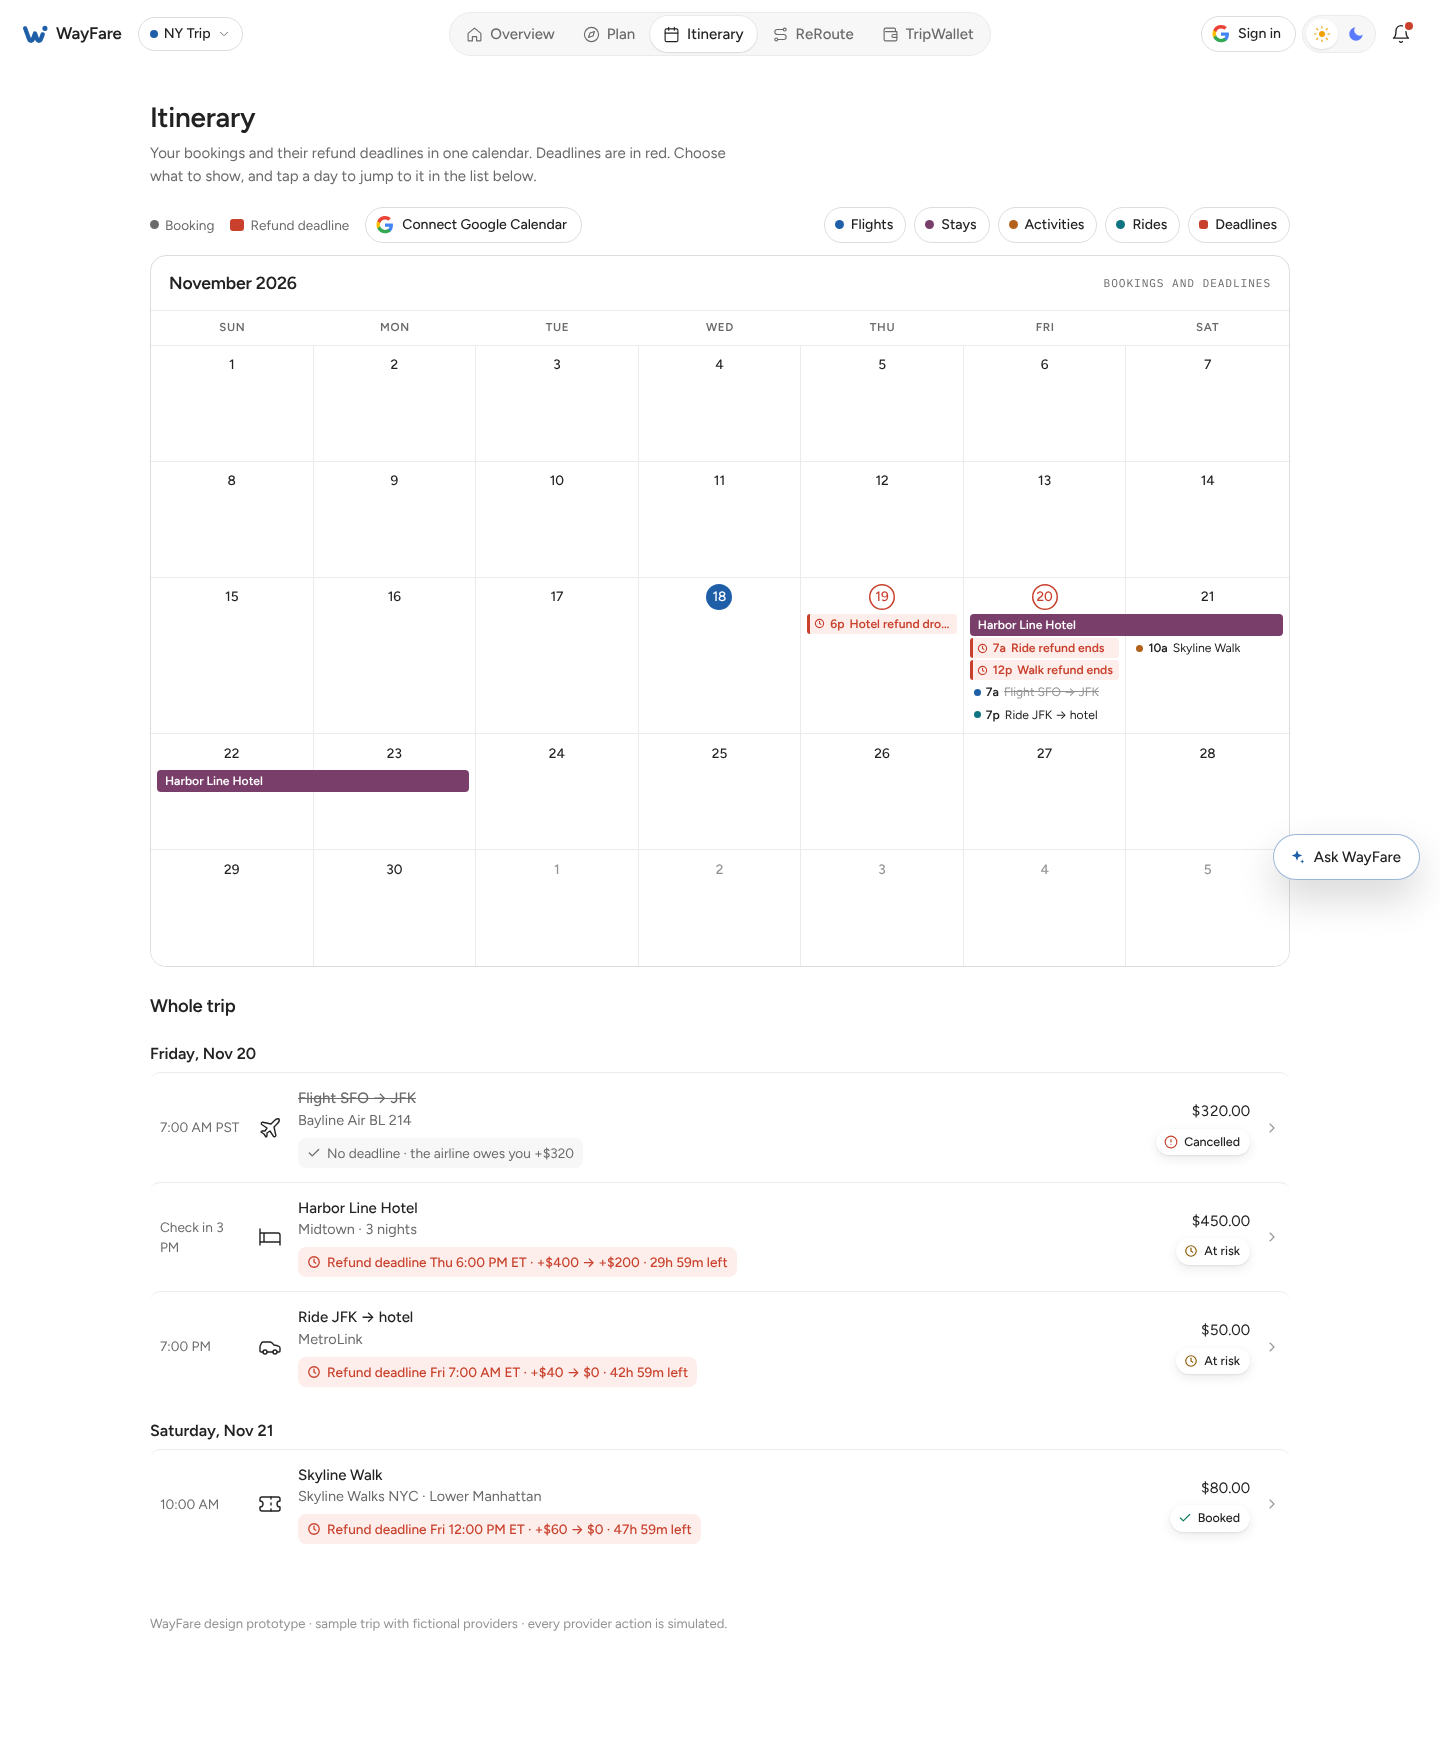 WayFare
NY Trip
Overview
Plan
Itinerary
ReRoute
TripWallet
Sign in
Itinerary
Your bookings and their refund deadlines in one calendar. Deadlines are in red. Choose
what to show, and tap a day to jump to it in the list below.
Booking
Refund deadline
Connect Google Calendar
Flights
Stays
Activities
Rides
Deadlines
November 2026
BOOKINGS AND DEADLINES
SUN MON TUE WED THU FRI SAT
1 2 3 4 5 6 7
8 9 10 11 12 13 14
15 16 17 18 19 20 21
6p Hotel refund dro...
Harbor Line Hotel
7a Ride refund ends
12p Walk refund ends
7a Flight SFO → JFK
7p Ride JFK → hotel
10a Skyline Walk
22 23 24 25 26 27 28
Harbor Line Hotel
29 30 1 2 3 4 5
Ask WayFare
Whole trip
Friday, Nov 20
7:00 AM PST
Flight SFO → JFK
Bayline Air BL 214
No deadline · the airline owes you +$320
$320.00
Cancelled
Check in 3
PM
Harbor Line Hotel
Midtown · 3 nights
Refund deadline Thu 6:00 PM ET · +$400 → +$200 · 29h 59m left
$450.00
At risk
7:00 PM
Ride JFK → hotel
MetroLink
Refund deadline Fri 7:00 AM ET · +$40 → $0 · 42h 59m left
$50.00
At risk
Saturday, Nov 21
10:00 AM
Skyline Walk
Skyline Walks NYC · Lower Manhattan
Refund deadline Fri 12:00 PM ET · +$60 → $0 · 47h 59m left
$80.00
Booked
WayFare design prototype · sample trip with fictional providers · every provider action is simulated.